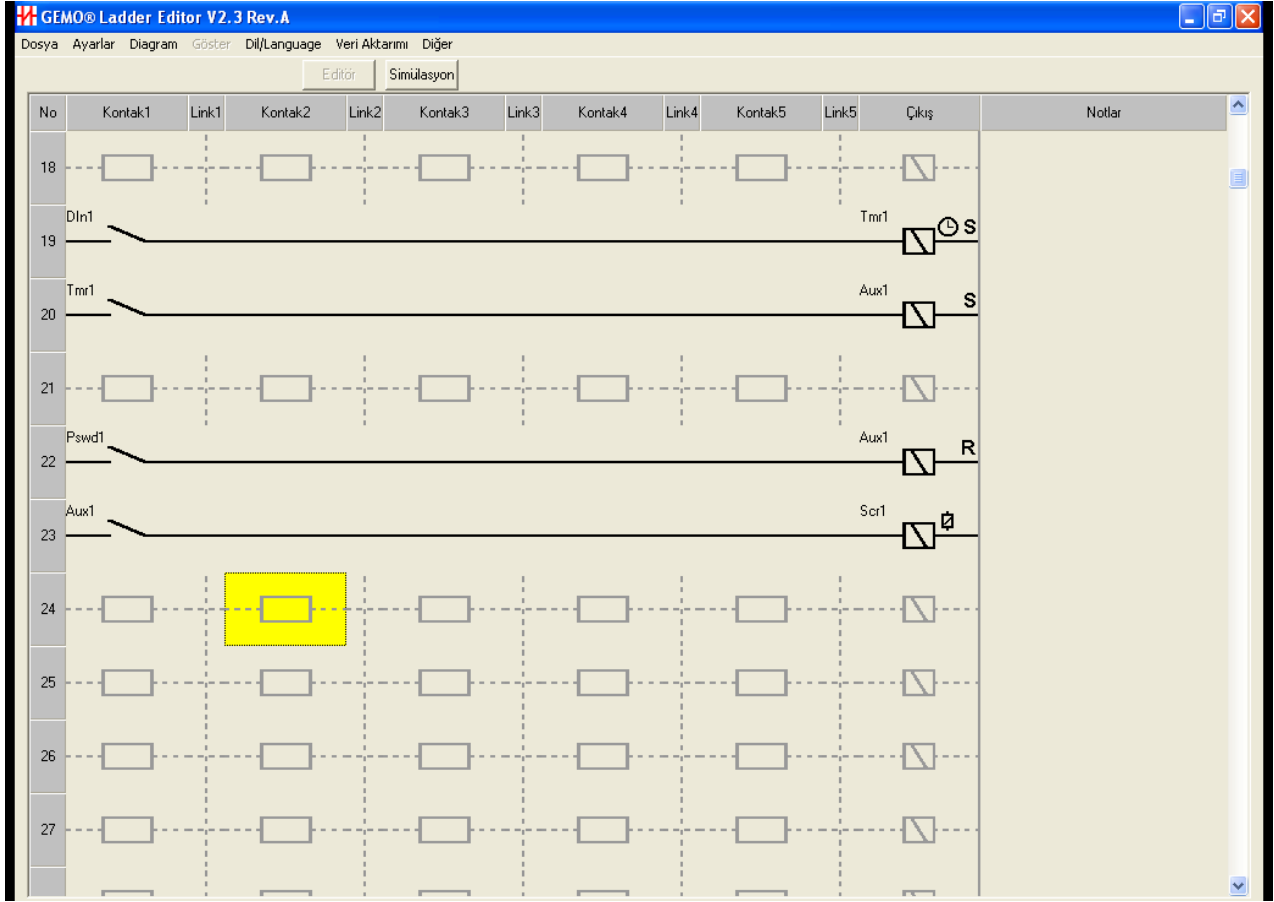 GEMO® Ladder Editor V2.3 Rev.A
Dosya Ayarlar Diagram Göster Dil/Language Veri Aktarımı Diğer
Editör Simülasyon
No Kontak1 Link1 Kontak2 Link2 Kontak3 Link3 Kontak4 Link4 Kontak5 Link5 Çıkış Notlar
18
DIn1 Tmr1
19 S
Tmr1 Aux1
20 S
21
Pswd1 Aux1
22 R
Aux1 Scr1
23
24
25
26
27